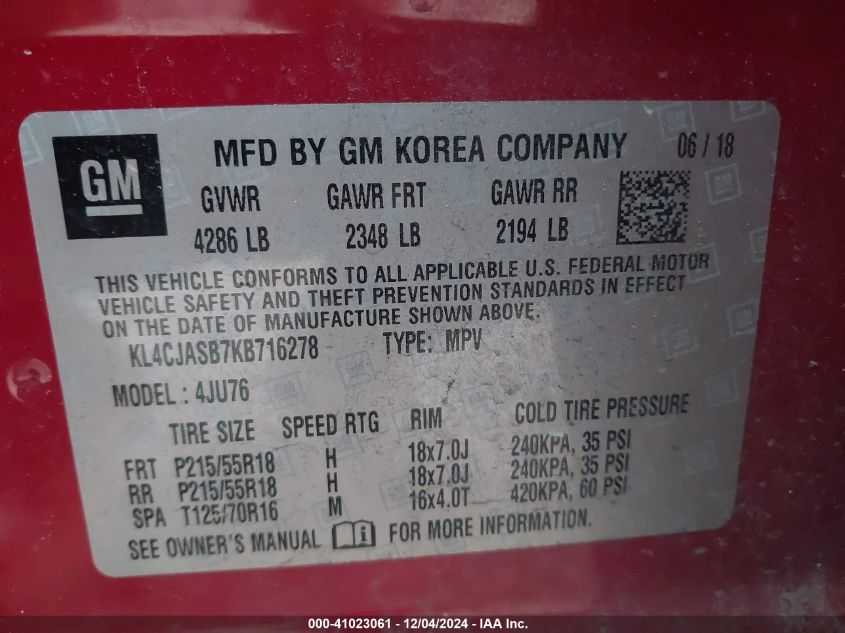 GM
MFD BY GM KOREA COMPANY 06 / 18
GVWR GAWR FRT GAWR RR
4286 LB 2348 LB 2194 LB
THIS VEHICLE CONFORMS TO ALL APPLICABLE U.S. FEDERAL MOTOR
VEHICLE SAFETY AND THEFT PREVENTION STANDARDS IN EFFECT
ON THE DATE OF MANUFACTURE SHOWN ABOVE.
KL4CJASB7KB716278 TYPE: MPV
MODEL : 4JU76
TIRE SIZE SPEED RTG RIM COLD TIRE PRESSURE
FRT P215/55R18 H 18x7.0J 240KPA, 35 PSI
RR P215/55R18 H 18x7.0J 240KPA, 35 PSI
SPA T125/70R16 M 16x4.0T 420KPA, 60 PSI
SEE OWNER'S MANUAL FOR MORE INFORMATION.
000-41023061 - 12/04/2024 - IAA Inc.